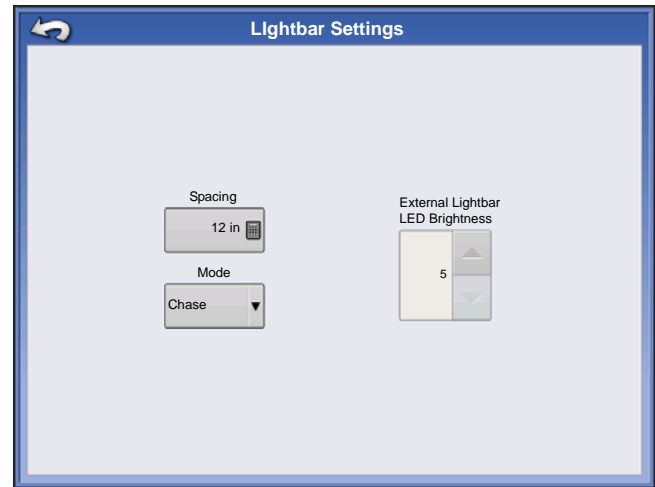 LIghtbar Settings
Spacing
12 in
Mode
Chase
External Lightbar
LED Brightness
5